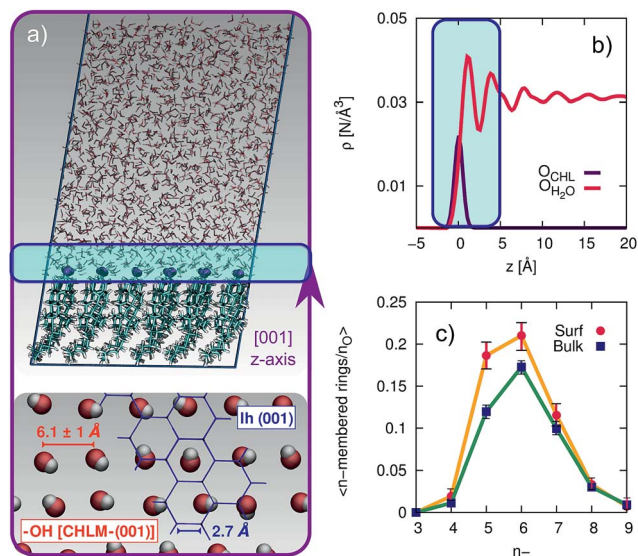 a)
[001]
z-axis
Ih (001)
6.1 ± 1 Å
-OH [CHLM-(001)]
2.7 Å
b)
ρ [N/Å³]
0.05
0.03
0.01
O_CHL
O_H₂O
-5 0 5 10 15 20
z [Å]
c)
<n-membered rings/n_O>
0.25
0.2
0.15
0.1
0.05
0
Surf
Bulk
3 4 5 6 7 8 9
n-